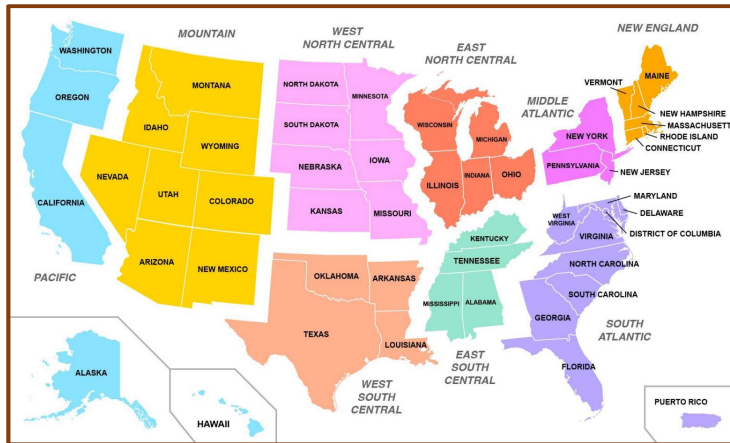 WASHINGTON
OREGON
CALIFORNIA
PACIFIC
MOUNTAIN
MONTANA
IDAHO
WYOMING
NEVADA
UTAH
COLORADO
ARIZONA
NEW MEXICO
WEST
NORTH CENTRAL
NORTH DAKOTA
MINNESOTA
SOUTH DAKOTA
NEBRASKA
IOWA
KANSAS
MISSOURI
EAST
NORTH CENTRAL
WISCONSIN
MICHIGAN
ILLINOIS
INDIANA
OHIO
MIDDLE
ATLANTIC
NEW YORK
PENNSYLVANIA
NEW JERSEY
NEW ENGLAND
MAINE
VERMONT
NEW HAMPSHIRE
MASSACHUSETT
RHODE ISLAND
CONNECTICUT
OKLAHOMA
ARKANSAS
TEXAS
LOUISIANA
WEST
SOUTH
CENTRAL
KENTUCKY
TENNESSEE
MISSISSIPPI
ALABAMA
EAST
SOUTH
CENTRAL
MARYLAND
DELAWARE
DISTRICT OF COLUMBIA
WEST
VIRGINIA
VIRGINIA
NORTH CAROLINA
SOUTH CAROLINA
GEORGIA
FLORIDA
SOUTH
ATLANTIC
ALASKA
HAWAII
PUERTO RICO